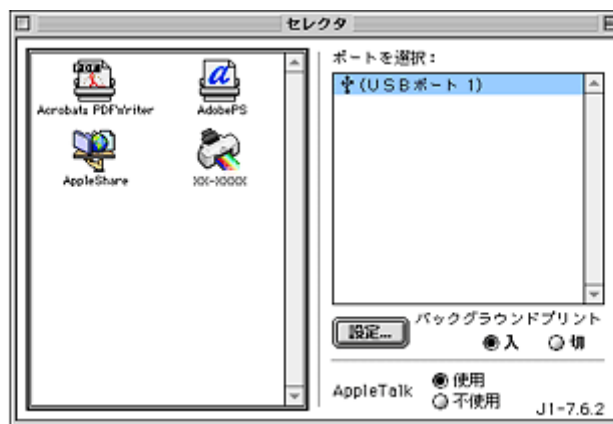 セレクタ
Acrobats PDFWriter
AdobePS
AppleShare
XX-XXXX
ポートを選択：
(USBポート 1)
設定...
バックグラウンドプリント
入
切
AppleTalk
使用
不使用
J1-7.6.2